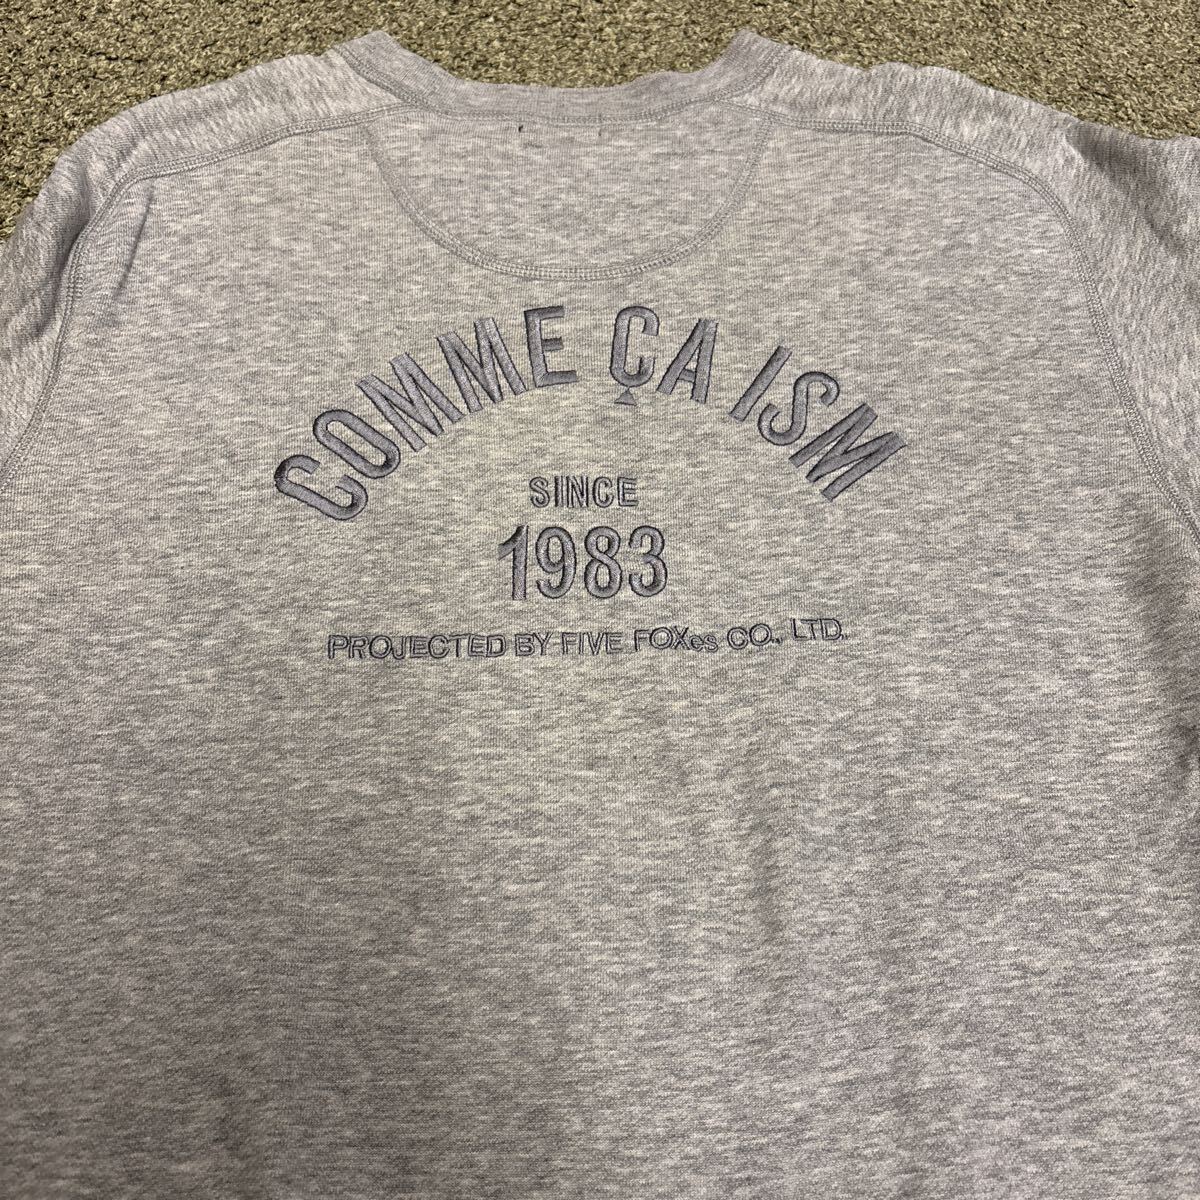 COMME ÇA ISM
SINCE
1983
PROJECTED BY FIVE FOXes CO., LTD.